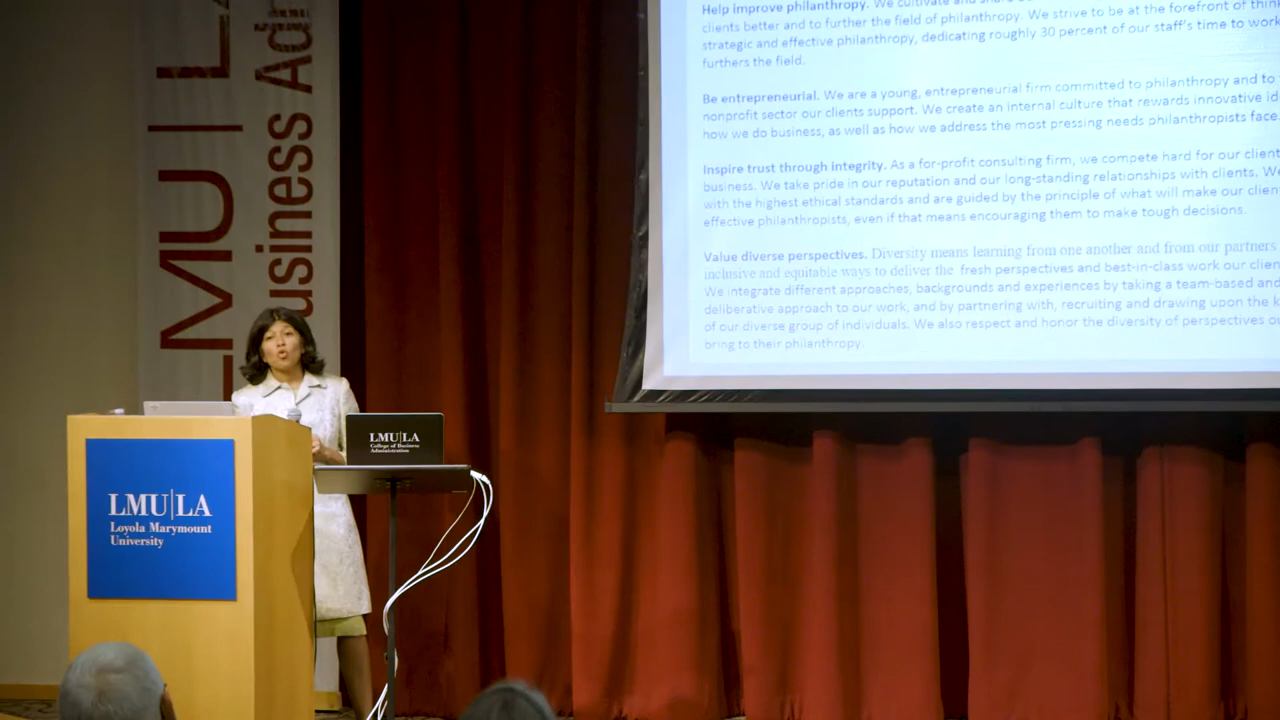 LMU | LA
Business Ad
Help improve philanthropy. We cultivate and share
clients better and to further the field of philanthropy. We strive to be at the forefront of
strategic and effective philanthropy, dedicating roughly 30 percent of our staff's time to
furthers the field.
Be entrepreneurial. We are a young, entrepreneurial firm committed to philanthropy and to
nonprofit sector our clients support. We create an internal culture that rewards innovative
how we do business, as well as how we address the most pressing needs philanthropists face.
Inspire trust through integrity. As a for-profit consulting firm, we compete hard for our
business. We take pride in our reputation and our long-standing relationships with clients. We
with the highest ethical standards and are guided by the principle of what will make our
effective philanthropists, even if that means encouraging them to make tough decisions.
Value diverse perspectives. Diversity means learning from one another and from our partners
inclusive and equitable ways to deliver the fresh perspectives and best-in-class work our
We integrate different approaches, backgrounds and experiences by taking a team-based and
deliberative approach to our work, and by partnering with, recruiting and drawing upon the
of our diverse group of individuals. We also respect and honor the diversity of perspectives
bring to their philanthropy.
LMU|LA
College of Business
Administration
LMU|LA
Loyola Marymount
University